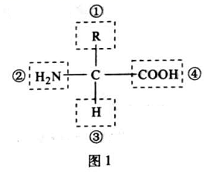 ①
R
② H₂N C COOH ④
H
③
图1